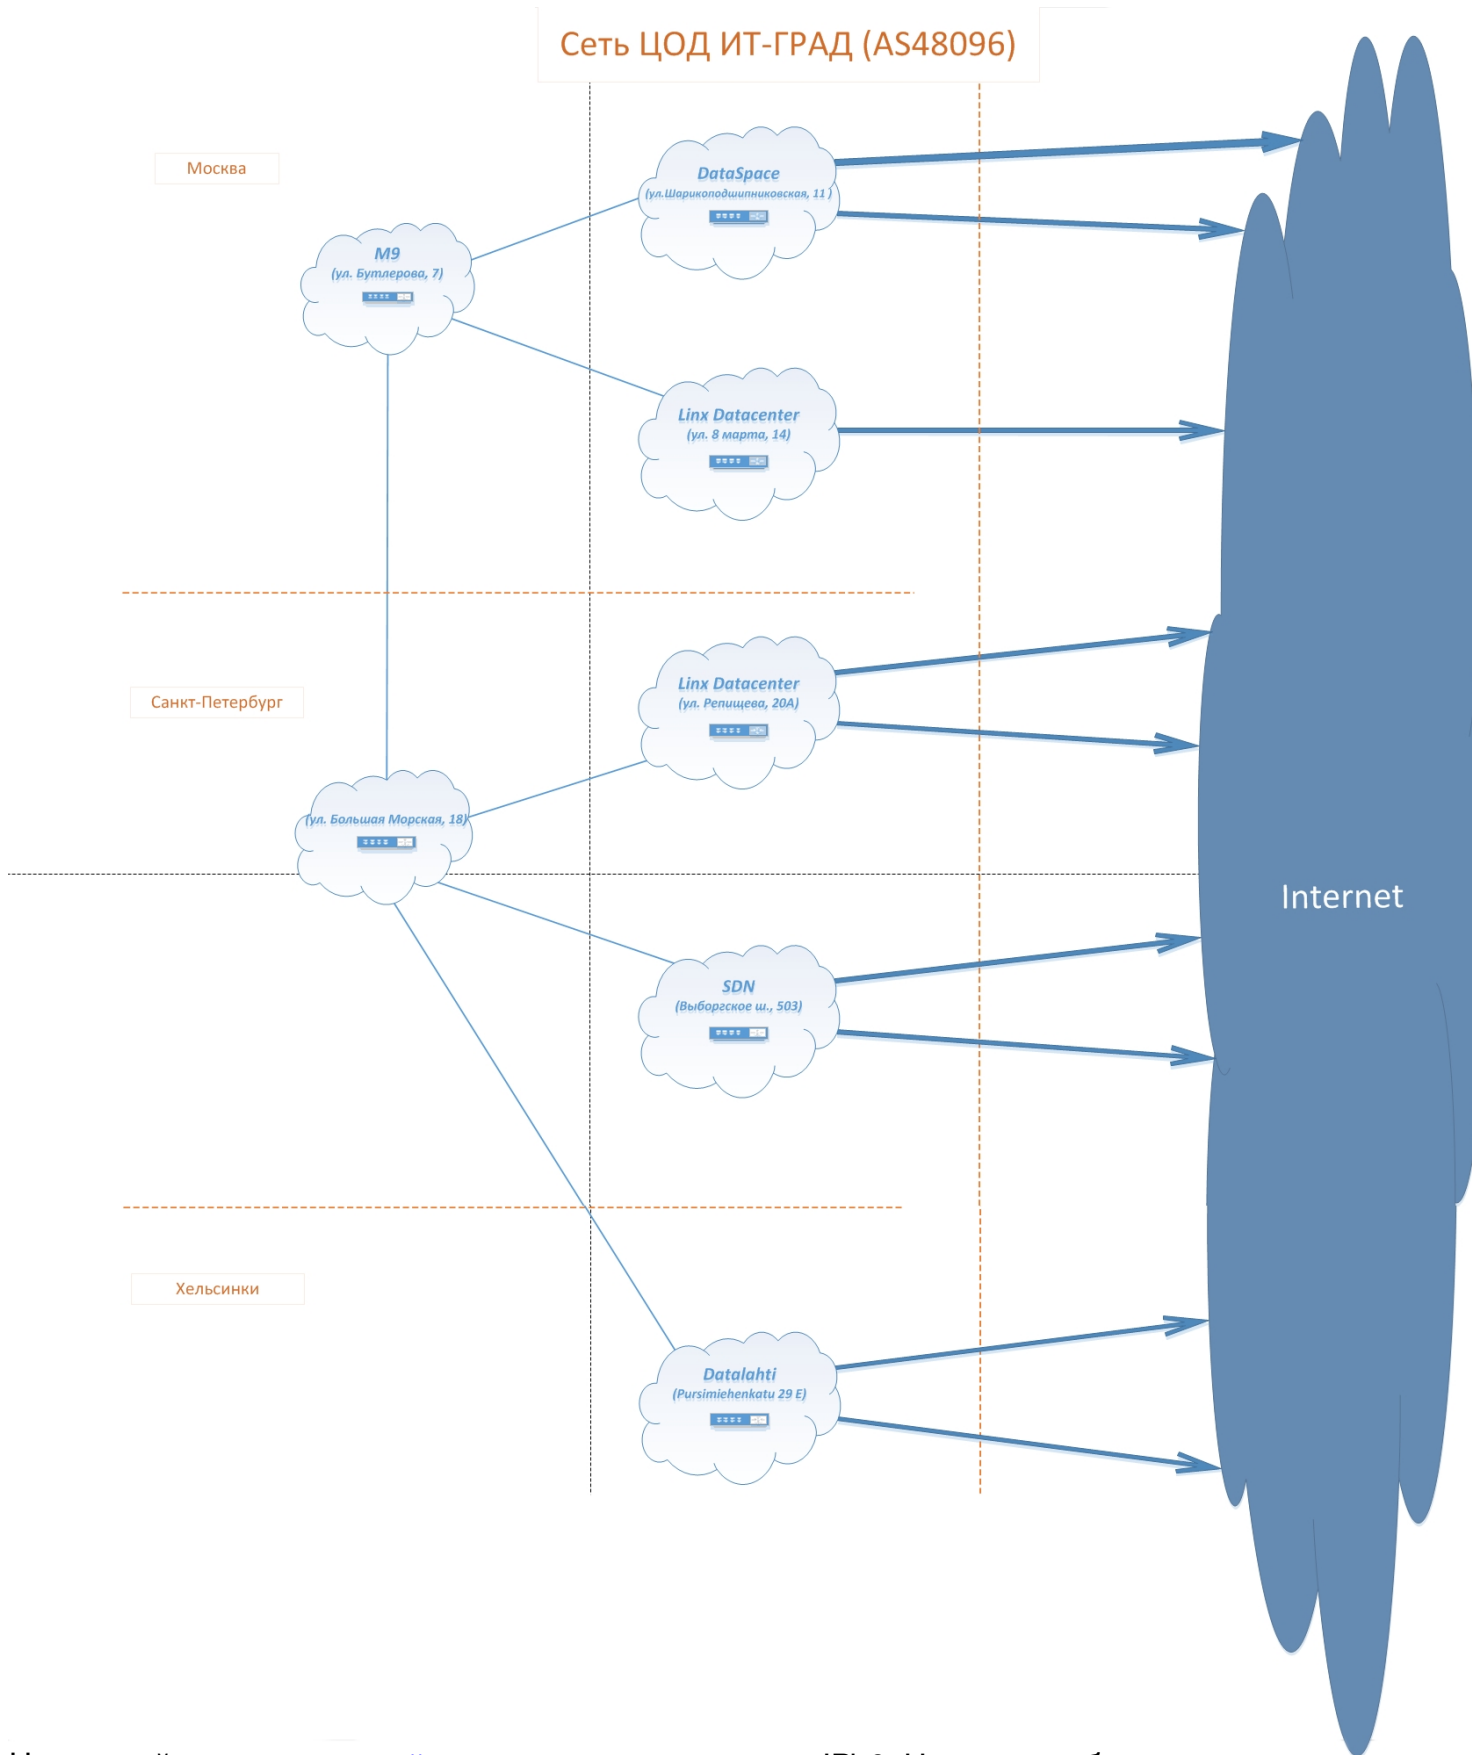 Сеть ЦОД ИТ-ГРАД (AS48096)
Москва
DataSpace
(ул.Шарикоподшипниковская, 11 )
M9
(ул. Бутлерова, 7)
Linx Datacenter
(ул. 8 марта, 14)
Санкт-Петербург
Linx Datacenter
(ул. Репищева, 20А)
(ул. Большая Морская, 18)
Internet
SDN
(Выборгское ш., 503)
Хельсинки
Datalahti
(Pursimiehenkatu 29 E)